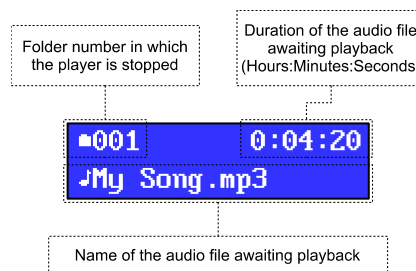 Folder number in which
the player is stopped
Duration of the audio file
awaiting playback
(Hours:Minutes:Seconds
001 0:04:20
My Song.mp3
Name of the audio file awaiting playback